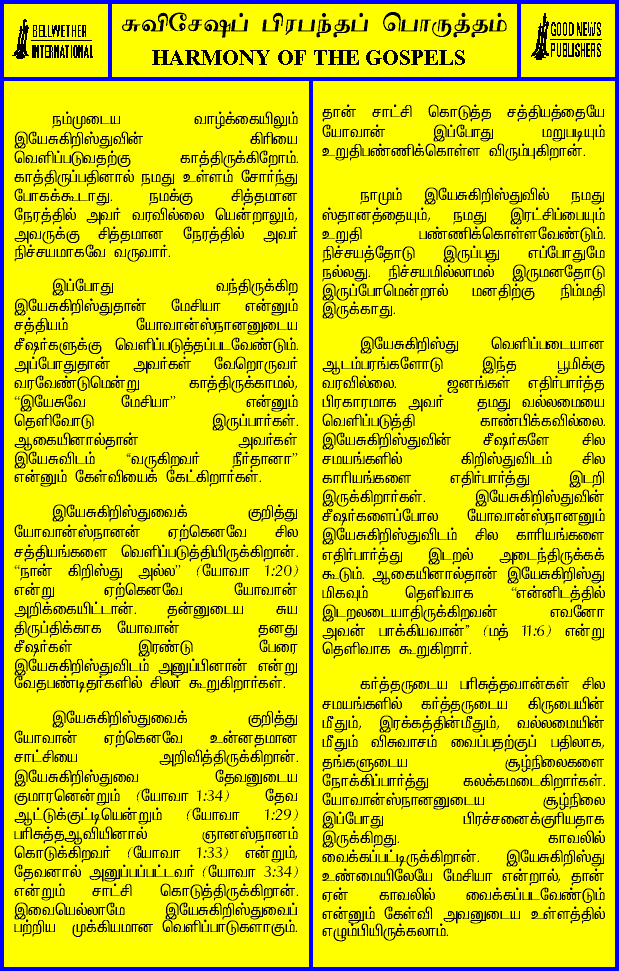 BELLWETHER
INTERNATIONAL
சுவிசேஷப் பிரபந்தப் பொருத்தம்
HARMONY OF THE GOSPELS
GOOD NEWS
PUBLISHERS
நம்முடைய வாழ்க்கையிலும்
இயேசுகிறிஸ்துவின் கிரியை
வெளிப்படுவதற்கு காத்திருக்கிறோம்.
காத்திருப்பதினால் நமது உள்ளம் சோர்ந்து
போகக்கூடாது. நமக்கு சித்தமான
நேரத்தில் அவர் வரவில்லை யென்றாலும்,
அவருக்கு சித்தமான நேரத்தில் அவர்
நிச்சயமாகவே வருவார்.
இப்போது வந்திருக்கிற
இயேசுகிறிஸ்துதான் மேசியா என்னும்
சத்தியம் யோவான்ஸ்நானனுடைய
சீஷர்களுக்கு வெளிப்படுத்தப்படவேண்டும்.
அப்போதுதான் அவர்கள் வேறொருவர்
வரவேண்டுமென்று காத்திருக்காமல்,
“இயேசுவே மேசியா” என்னும்
தெளிவோடு இருப்பார்கள்.
ஆகையினால்தான் அவர்கள்
இயேசுவிடம் “வருகிறவர் நீர்தானா”
என்னும் கேள்வியைக் கேட்கிறார்கள்.
இயேசுகிறிஸ்துவைக் குறித்து
யோவான்ஸ்நானன் ஏற்கெனவே சில
சத்தியங்களை வெளிப்படுத்தியிருக்கிறான்.
“நான் கிறிஸ்து அல்ல” (யோவா 1:20)
என்று ஏற்கெனவே யோவான்
அறிக்கையிட்டான். தன்னுடைய சுய
திருப்திக்காக யோவான் தனது
சீஷர்கள் இரண்டு பேரை
இயேசுகிறிஸ்துவிடம் அனுப்பினான் என்று
வேதபண்டிதர்களில் சிலர் கூறுகிறார்கள்.
இயேசுகிறிஸ்துவைக் குறித்து
யோவான் ஏற்கெனவே உன்னதமான
சாட்சியை அறிவித்திருக்கிறான்.
இயேசுகிறிஸ்துவை தேவனுடைய
குமாரனென்றும் (யோவா 1:34) தேவ
ஆட்டுக்குட்டியென்றும் (யோவா 1:29)
பரிசுத்தஆவியினால் ஞானஸ்நானம்
கொடுக்கிறவர் (யோவா 1:33) என்றும்,
தேவனால் அனுப்பப்பட்டவர் (யோவா 3:34)
என்றும் சாட்சி கொடுத்திருக்கிறான்.
இவையெல்லாமே இயேசுகிறிஸ்துவைப்
பற்றிய முக்கியமான வெளிப்பாடுகளாகும்.
தான் சாட்சி கொடுத்த சத்தியத்தையே
யோவான் இப்போது மறுபடியும்
உறுதிபண்ணிக்கொள்ள விரும்புகிறான்.
நாமும் இயேசுகிறிஸ்துவில் நமது
ஸ்தானத்தையும், நமது இரட்சிப்பையும்
உறுதி பண்ணிக்கொள்ளவேண்டும்.
நிச்சயத்தோடு இருப்பது எப்போதுமே
நல்லது. நிச்சயமில்லாமல் இருமனதோடு
இருப்போமென்றால் மனதிற்கு நிம்மதி
இருக்காது.
இயேசுகிறிஸ்து வெளிப்படையான
ஆடம்பரங்களோடு இந்த பூமிக்கு
வரவில்லை. ஜனங்கள் எதிர்பார்த்த
பிரகாரமாக அவர் தமது வல்லமையை
வெளிப்படுத்தி காண்பிக்கவில்லை.
இயேசுகிறிஸ்துவின் சீஷர்களே சில
சமயங்களில் கிறிஸ்துவிடம் சில
காரியங்களை எதிர்பார்த்து இடறி
இருக்கிறார்கள். இயேசுகிறிஸ்துவின்
சீஷர்களைப்போல யோவான்ஸ்நானனும்
இயேசுகிறிஸ்துவிடம் சில காரியங்களை
எதிர்பார்த்து இடறல் அடைந்திருக்கக்
கூடும். ஆகையினால்தான் இயேசுகிறிஸ்து
மிகவும் தெளிவாக “என்னிடத்தில்
இடறலடையாதிருக்கிறவன் எவனோ
அவன் பாக்கியவான்” (மத் 11:6) என்று
தெளிவாக கூறுகிறார்.
கர்த்தருடைய பரிசுத்தவான்கள் சில
சமயங்களில் கர்த்தருடைய கிருபையின்
மீதும், இரக்கத்தின்மீதும், வல்லமையின்
மீதும் விசுவாசம் வைப்பதற்குப் பதிலாக,
தங்களுடைய சூழ்நிலைகளை
நோக்கிப்பார்த்து கலக்கமடைகிறார்கள்.
யோவான்ஸ்நானனுடைய சூழ்நிலை
இப்போது பிரச்சனைக்குரியதாக
இருக்கிறது. காவலில்
வைக்கப்பட்டிருக்கிறான். இயேசுகிறிஸ்து
உண்மையிலேயே மேசியா என்றால், தான்
ஏன் காவலில் வைக்கப்படவேண்டும்
என்னும் கேள்வி அவனுடைய உள்ளத்தில்
எழும்பியிருக்கலாம்.